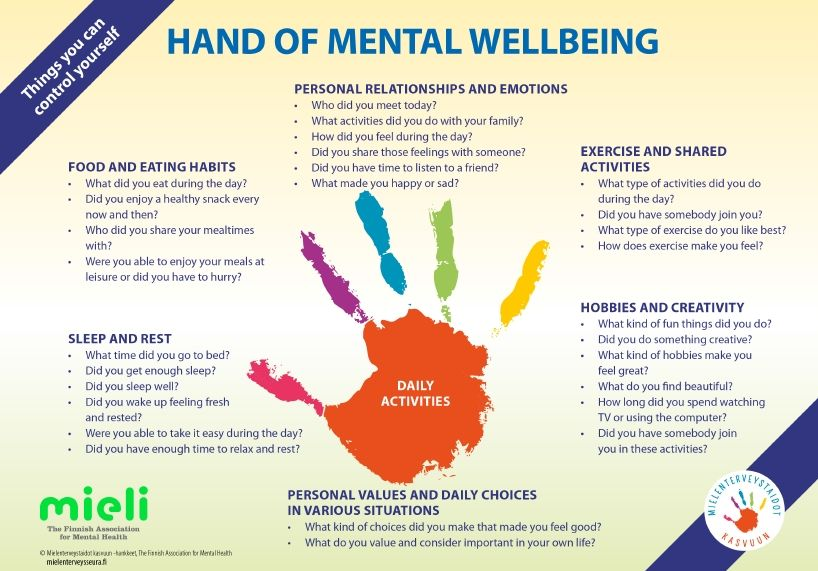 Things you can
control yourself
HAND OF MENTAL WELLBEING
PERSONAL RELATIONSHIPS AND EMOTIONS
• Who did you meet today?
• What activities did you do with your family?
• How did you feel during the day?
• Did you share those feelings with someone?
• Did you have time to listen to a friend?
• What made you happy or sad?
FOOD AND EATING HABITS
• What did you eat during the day?
• Did you enjoy a healthy snack every
now and then?
• Who did you share your mealtimes
with?
• Were you able to enjoy your meals at
leisure or did you have to hurry?
EXERCISE AND SHARED
ACTIVITIES
• What type of activities did you do
during the day?
• Did you have somebody join you?
• What type of exercise do you like best?
• How does exercise make you feel?
SLEEP AND REST
• What time did you go to bed?
• Did you get enough sleep?
• Did you sleep well?
• Did you wake up feeling fresh
and rested?
• Were you able to take it easy during the day?
• Did you have enough time to relax and rest?
DAILY
ACTIVITIES
HOBBIES AND CREATIVITY
• What kind of fun things did you do?
• Did you do something creative?
• What kind of hobbies make you
feel great?
• What do you find beautiful?
• How long did you spend watching
TV or using the computer?
• Did you have somebody join
you in these activities?
PERSONAL VALUES AND DAILY CHOICES
IN VARIOUS SITUATIONS
• What kind of choices did you make that made you feel good?
• What do you value and consider important in your own life?
mieli
The Finnish Association
for Mental Health
© Mielenterveystaidot kasvuun -hankkeet, The Finnish Association for Mental Health
mielenterveysseura.fi
MIELENTERVEYSTAIDOT
KASVUUN